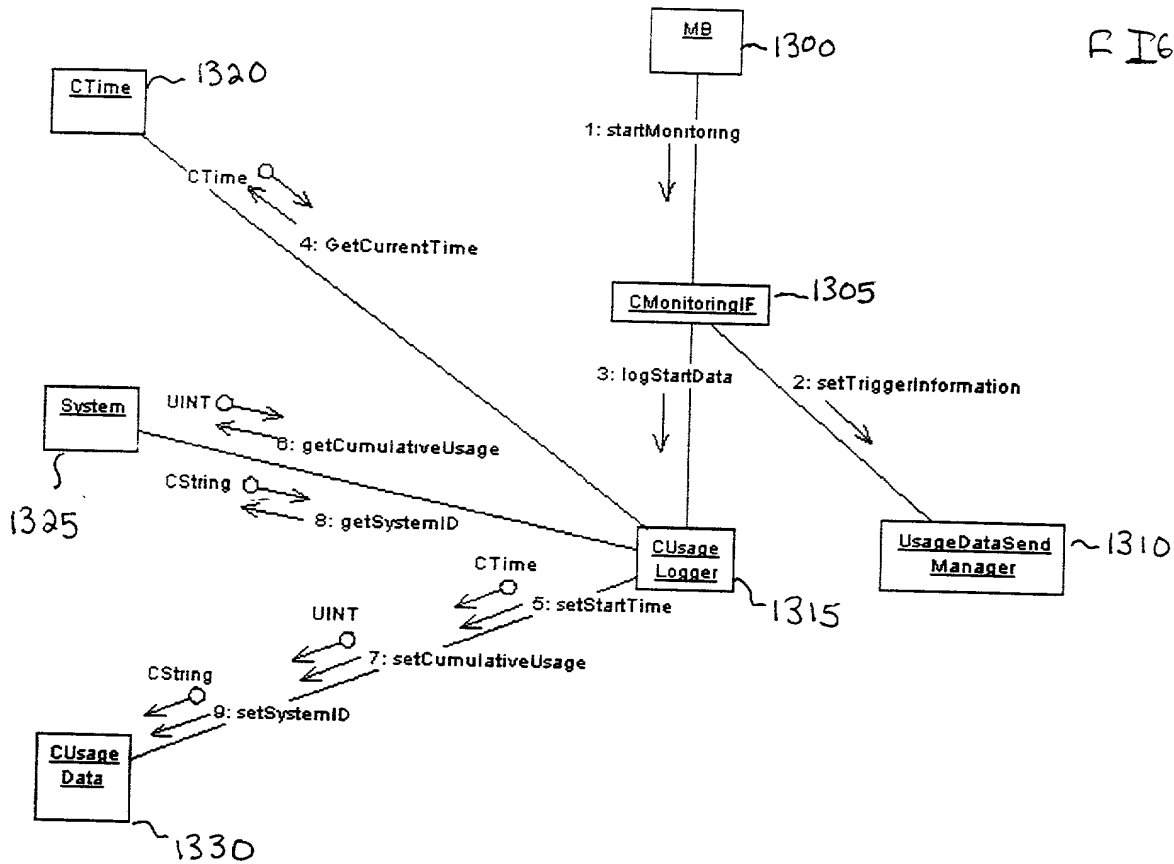 MB
1300
F IG
CTime
1320
1: startMonitoring
CTime
4: GetCurrentTime
CMonitoringIF
1305
3: logStartData
2: setTriggerInformation
System
1325
UINT
6: getCumulativeUsage
CString
8: getSystemID
CUsage
Logger
1315
UsageDataSend
Manager
1310
CTime
5: setStartTime
UINT
7: setCumulativeUsage
CString
9: setSystemID
CUsage
Data
1330